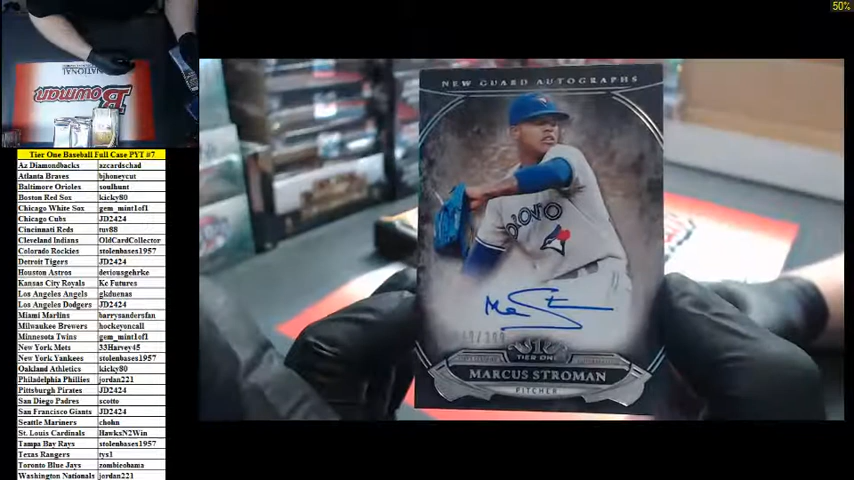 50%
Bowman
Tier One Baseball Full Case PYT #7
Az Diamondbacks azcardschad
Atlanta Braves bjhoneycut
Baltimore Orioles soulhunt
Boston Red Sox kicky80
Chicago White Sox gem_mint1of1
Chicago Cubs JD2424
Cincinnati Reds tuv88
Cleveland Indians OldCardCollector
Colorado Rockies stolenbases1957
Detroit Tigers JD2424
Houston Astros deviousgehrke
Kansas City Royals Kc Futures
Los Angeles Angels gkduenas
Los Angeles Dodgers JD2424
Miami Marlins barrysandersfan
Milwaukee Brewers hockeyoncall
Minnesota Twins gem_mint1of1
New York Mets 33Harvey45
New York Yankees stolenbases1957
Oakland Athletics kicky80
Philadelphia Phillies jordan221
Pittsburgh Pirates JD2424
San Diego Padres scotto
San Francisco Giants JD2424
Seattle Mariners chohn
St. Louis Cardinals HawksN2Win
Tampa Bay Rays stolenbases1957
Texas Rangers tys1
Toronto Blue Jays zombieobama
Washington Nationals jordan221
NEW GUARD AUTOGRAPHS
TORONTO
TIER ONE
MARCUS STROMAN
PITCHER